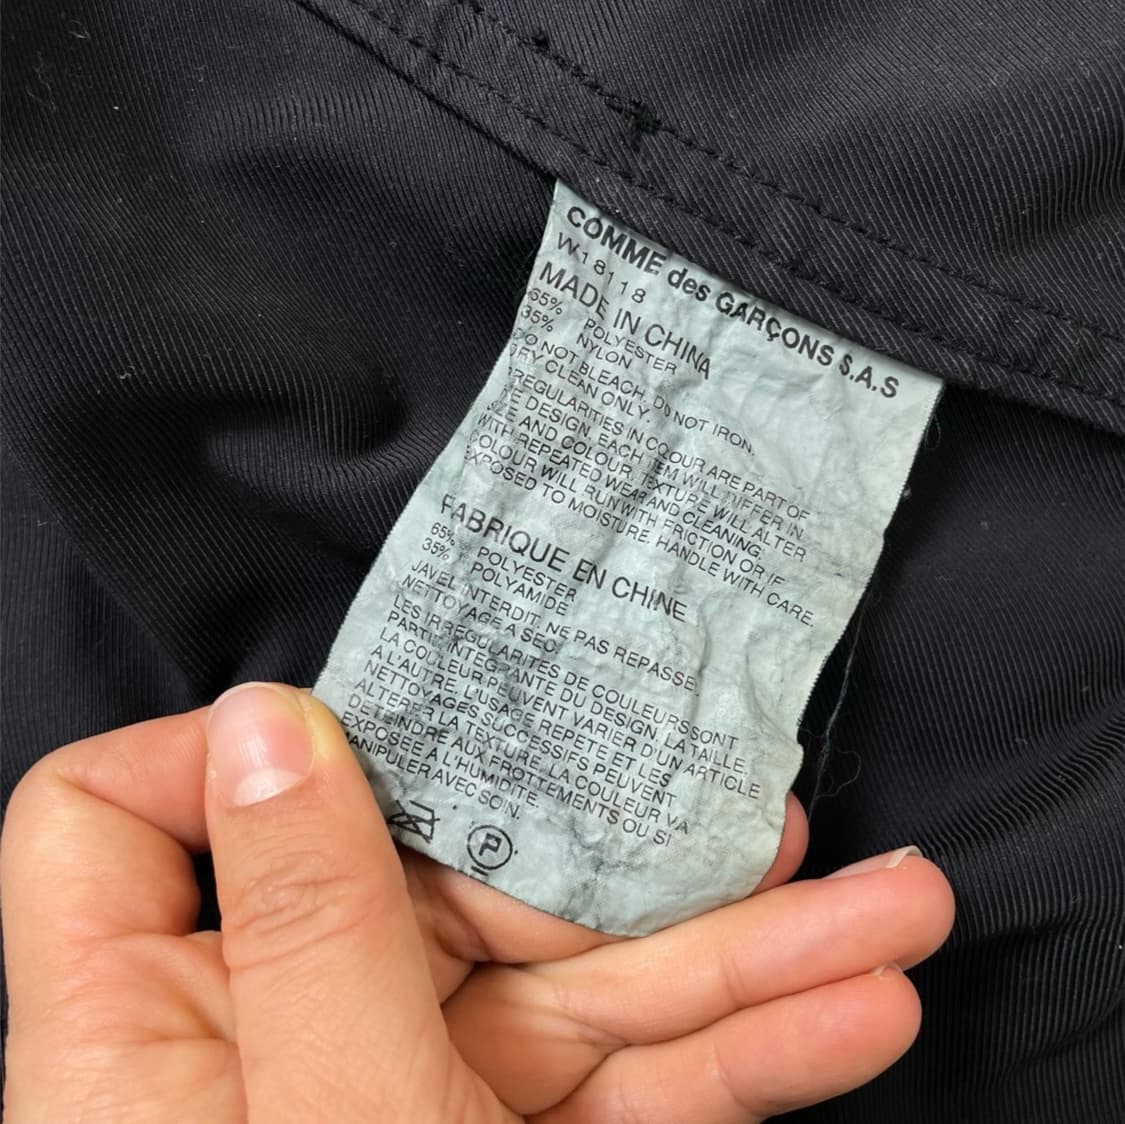 COMME des GARÇONS S.A.S
W18118
MADE IN CHINA
65% POLYESTER
35% NYLON
DO NOT BLEACH, DO NOT IRON,
DRY CLEAN ONLY.
IRREGULARITIES IN COLOUR ARE PART OF
DESIGN, EACH ITEM WILL DIFFER IN
SIZE AND COLOUR, TEXTURE WILL ALTER
WITH REPEATED WEAR AND CLEANING.
COLOUR WILL RUN WITH FRICTION OR IF
EXPOSED TO MOISTURE, HANDLE WITH CARE.
FABRIQUE EN CHINE
65% POLYESTER
35% POLYAMIDE
JAVEL INTERDIT, NE PAS REPASSE,
NETTOYAGE A SEC
LES IRREGULARITES DE COULEURS SONT
PARTIE INTEGRANTE DU DESIGN, LA TAILLE,
LA COULEUR PEUVENT VARIER D'UN ARTICLE
A L'AUTRE. L'USAGE REPETE ET LES
NETTOYAGES SUCCESSIFS PEUVENT
ALTERER LA TEXTURE, LA COULEUR VA
DETEINDRE AUX FROTTEMENTS OU SI
EXPOSEE A L'HUMIDITE.
MANIPULER AVEC SOIN.
P